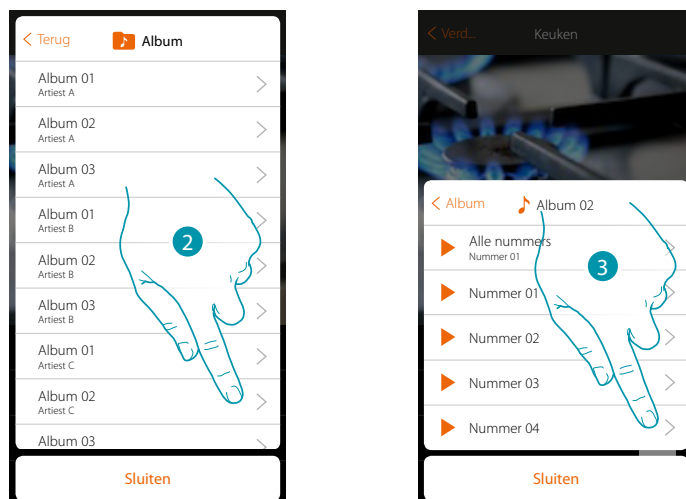 Terug
Album
Album 01
Artiest A
Album 02
Artiest A
Album 03
Artiest A
Album 01
Artiest B
Album 02
Artiest B
Album 03
Artiest B
Album 01
Artiest C
Album 02
Artiest C
Album 03
2
Sluiten
Verd...
Keuken
Album
Album 02
Alle nummers
Nummer 01
Nummer 01
Nummer 02
Nummer 03
Nummer 04
3
Sluiten